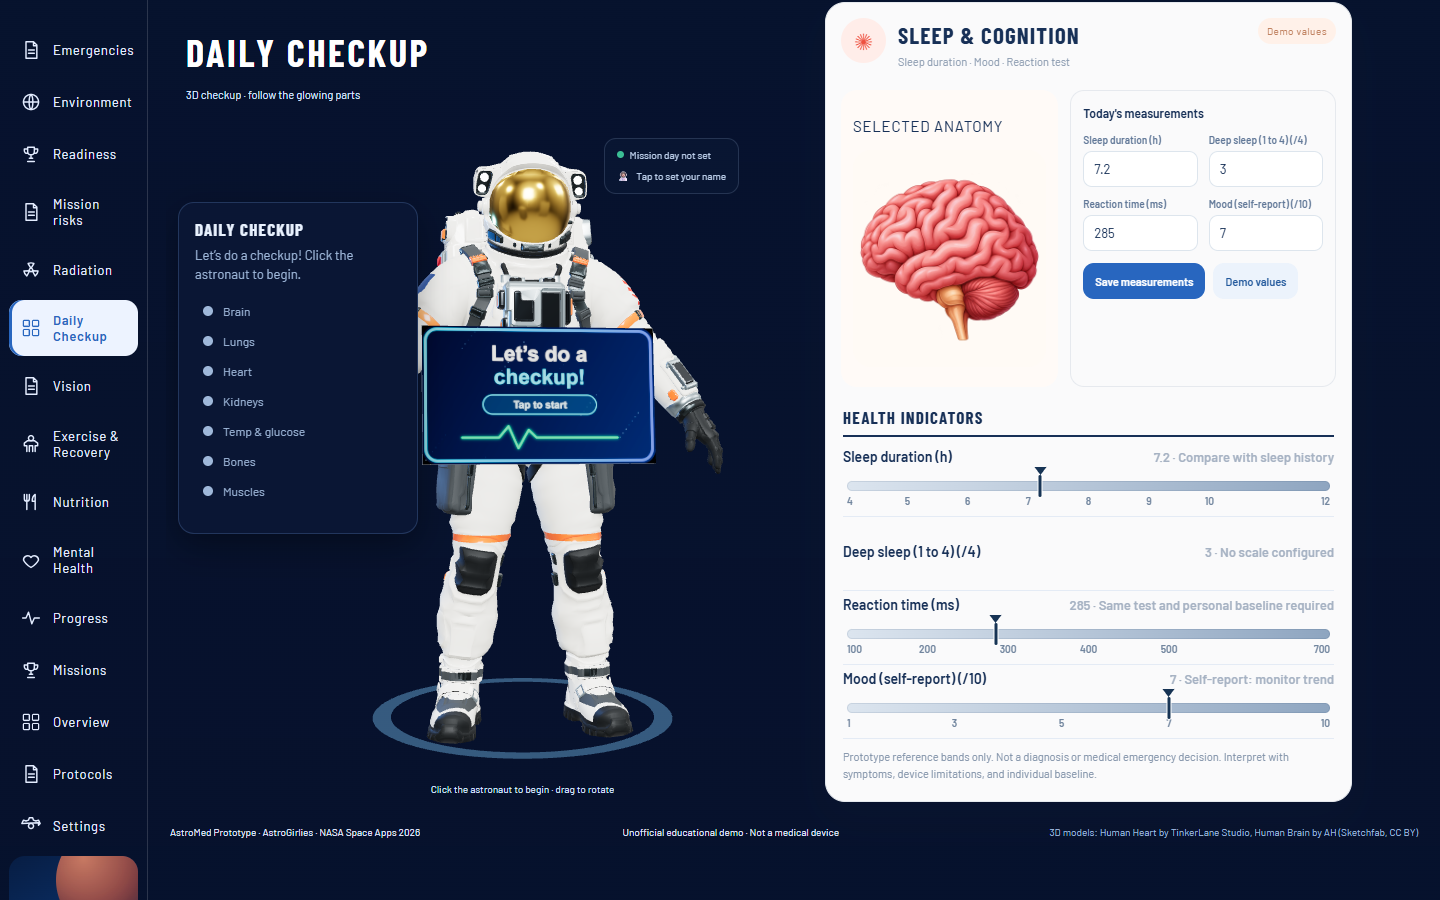 Emergencies
Environment
Readiness
Mission
risks
Radiation
Daily
Checkup
Vision
Exercise &
Recovery
Nutrition
Mental
Health
Progress
Missions
Overview
Protocols
Settings
DAILY CHECKUP
3D checkup · follow the glowing parts
Mission day not set
Tap to set your name
DAILY CHECKUP
Let's do a checkup! Click the
astronaut to begin.
Brain
Lungs
Heart
Kidneys
Temp & glucose
Bones
Muscles
Let's do a
checkup!
Tap to start
Click the astronaut to begin · drag to rotate
SLEEP & COGNITION
Sleep duration · Mood · Reaction test
Demo values
SELECTED ANATOMY
Today's measurements
Sleep duration (h) Deep sleep (1 to 4) (/4)
7.2 3
Reaction time (ms) Mood (self-report) (/10)
285 7
Save measurements Demo values
HEALTH INDICATORS
Sleep duration (h) 7.2 · Compare with sleep history
4 5 6 7 8 9 10 12
Deep sleep (1 to 4) (/4) 3 · No scale configured
Reaction time (ms) 285 · Same test and personal baseline required
100 200 300 400 500 700
Mood (self-report) (/10) 7 · Self-report: monitor trend
1 3 5 7 10
Prototype reference bands only. Not a diagnosis or medical emergency decision. Interpret with
symptoms, device limitations, and individual baseline.
AstroMed Prototype · AstroGirlies · NASA Space Apps 2026
Unofficial educational demo · Not a medical device
3D models: Human Heart by TinkerLane Studio, Human Brain by AH (Sketchfab, CC BY)